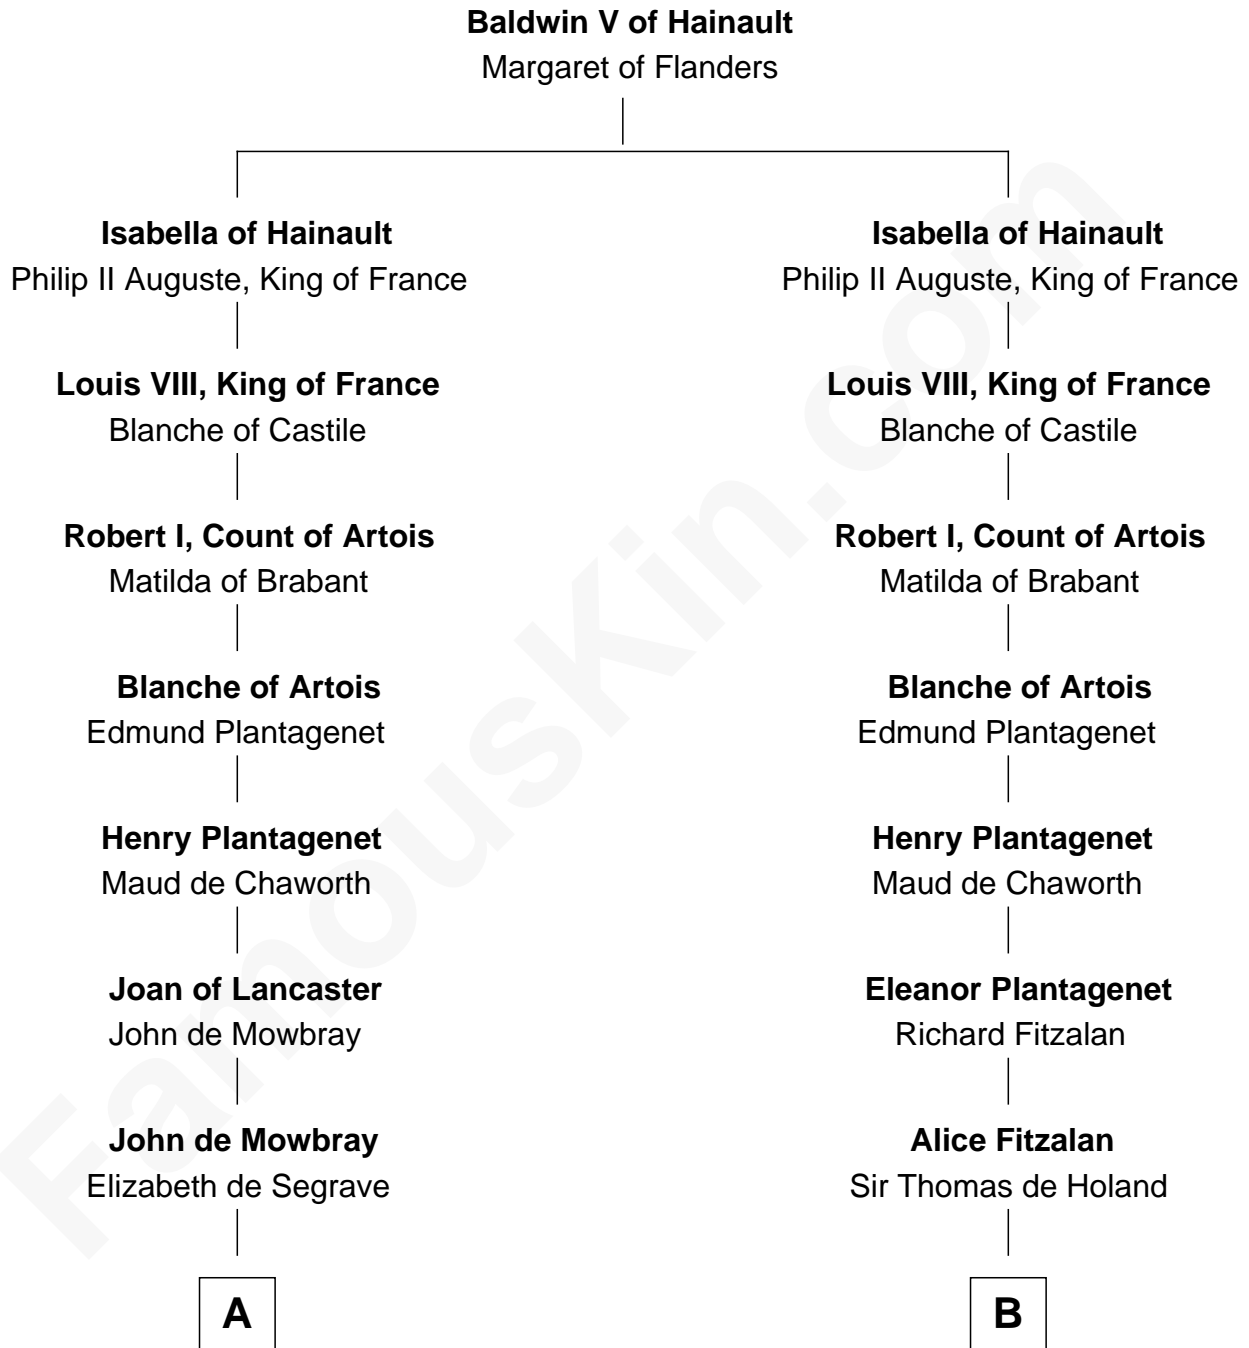 Baldwin V of Hainault
Margaret of Flanders
Isabella of Hainault
Philip II Auguste, King of France
Louis VIII, King of France
Blanche of Castile
Robert I, Count of Artois
Matilda of Brabant
Blanche of Artois
Edmund Plantagenet
Henry Plantagenet
Maud de Chaworth
Joan of Lancaster
John de Mowbray
John de Mowbray
Elizabeth de Segrave
A
Isabella of Hainault
Philip II Auguste, King of France
Louis VIII, King of France
Blanche of Castile
Robert I, Count of Artois
Matilda of Brabant
Blanche of Artois
Edmund Plantagenet
Henry Plantagenet
Maud de Chaworth
Eleanor Plantagenet
Richard Fitzalan
Alice Fitzalan
Sir Thomas de Holand
B
FamousKin.com